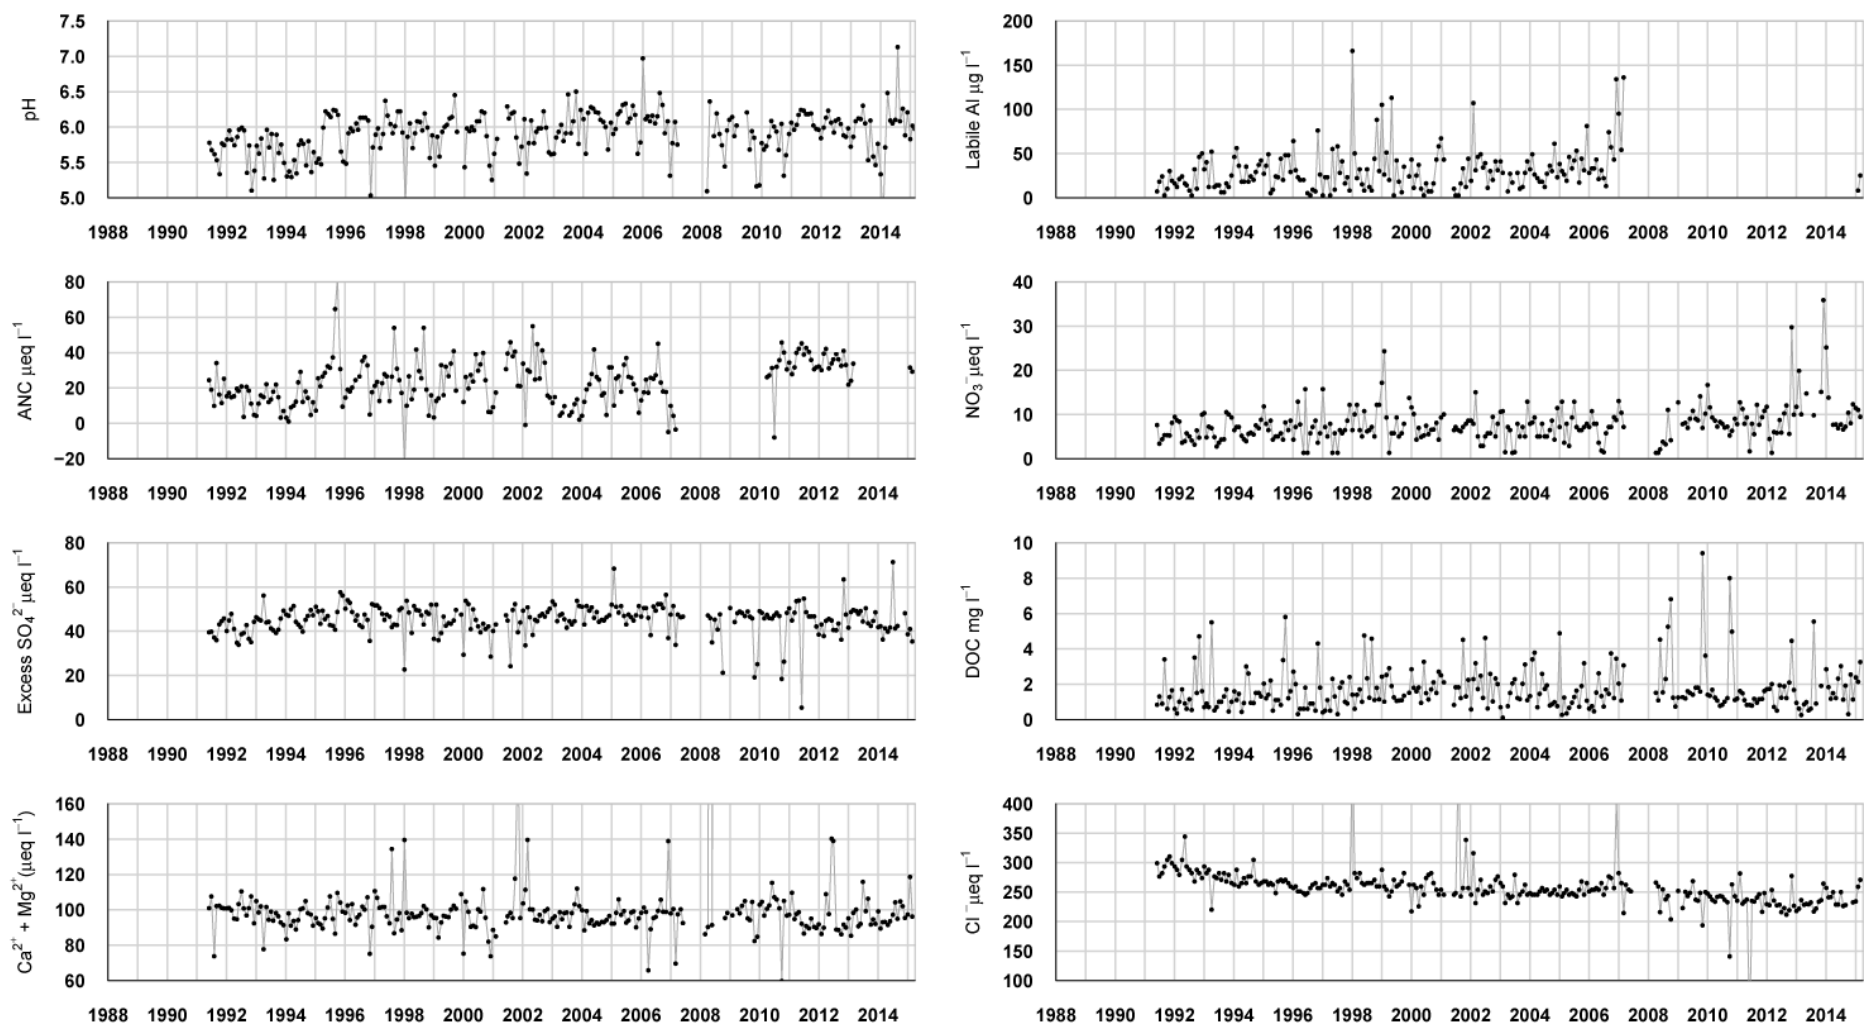 pH
7.5
7.0
6.5
6.0
5.5
5.0
1988 1990 1992 1994 1996 1998 2000 2002 2004 2006 2008 2010 2012 2014
Labile Al µg l⁻¹
200
150
100
50
0
1988 1990 1992 1994 1996 1998 2000 2002 2004 2006 2008 2010 2012 2014
ANC µeq l⁻¹
80
60
40
20
0
−20
1988 1990 1992 1994 1996 1998 2000 2002 2004 2006 2008 2010 2012 2014
NO₃⁻µeq l⁻¹
40
30
20
10
0
1988 1990 1992 1994 1996 1998 2000 2002 2004 2006 2008 2010 2012 2014
Excess SO₄²⁻ µeq l⁻¹
80
60
40
20
0
1988 1990 1992 1994 1996 1998 2000 2002 2004 2006 2008 2010 2012 2014
DOC mg l⁻¹
10
8
6
4
2
0
1988 1990 1992 1994 1996 1998 2000 2002 2004 2006 2008 2010 2012 2014
Ca²⁺ + Mg²⁺(µeq l⁻¹)
160
140
120
100
80
60
1988 1990 1992 1994 1996 1998 2000 2002 2004 2006 2008 2010 2012 2014
Cl⁻µeq l⁻¹
400
350
300
250
200
150
100
1988 1990 1992 1994 1996 1998 2000 2002 2004 2006 2008 2010 2012 2014